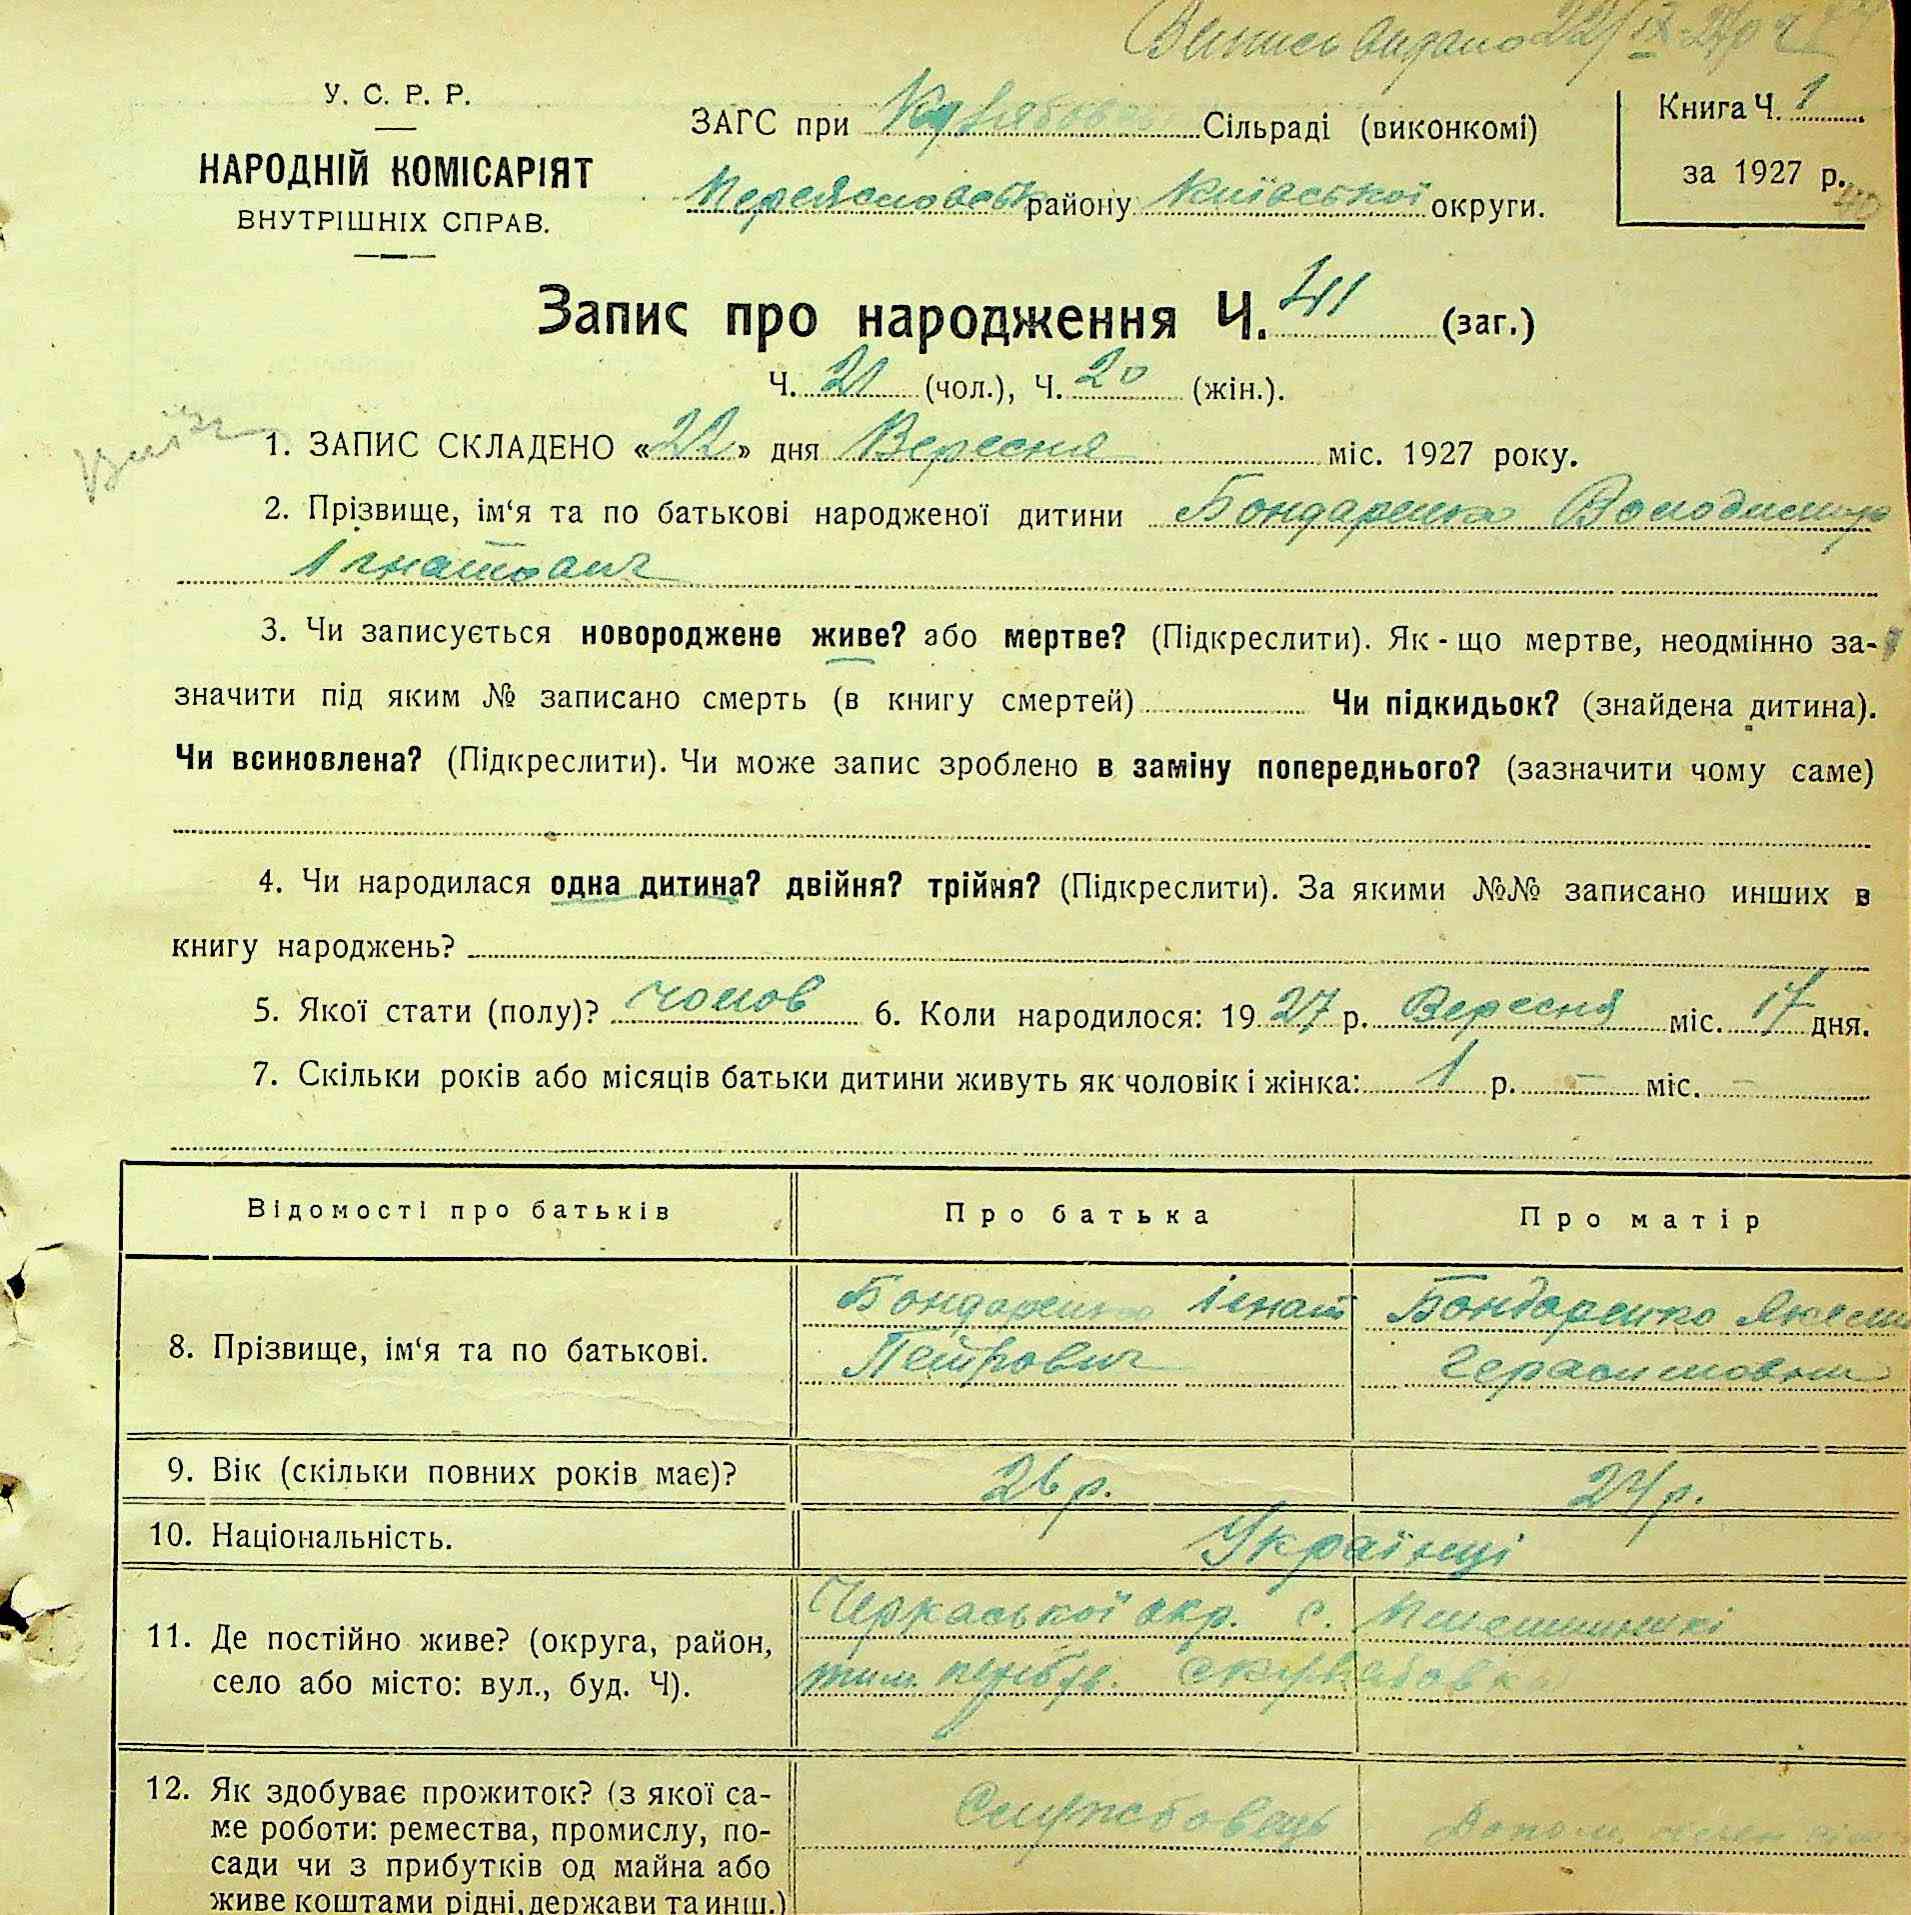 Випись видано 22/IX-27р ч
У. С. Р. Р.
НАРОДНІЙ КОМІСАРІЯТ
ВНУТРІШНІХ СПРАВ.
ЗАГС при Сільраді (виконкомі)
Переяславськ району Київської округи.
Книга Ч. 1
за 1927 р.
Запис про народження Ч. 41 (заг.)
Ч. 21 (чол.), Ч. 20 (жін.).
1. ЗАПИС СКЛАДЕНО «22» дня Вересня міс. 1927 року.
2. Прізвище, ім‘я та по батькові народженої дитини Бондаренко Володимир
Ігнатович
3. Чи записується новороджене живе? або мертве? (Підкреслити). Як-що мертве, неодмінно за-
значити під яким № записано смерть (в книгу смертей) Чи підкидьок? (знайдена дитина).
Чи всиновлена? (Підкреслити). Чи може запис зроблено в заміну попереднього? (зазначити чому саме)
4. Чи народилася одна дитина? двійня? трійня? (Підкреслити). За якими №№ записано инших в
книгу народжень?
5. Якої стати (полу)? чолов 6. Коли народилося: 1927 р. Вересня міс. 17 дня.
7. Скільки років або місяців батьки дитини живуть як чоловік і жінка: 1 р. – міс. –
Відомості про батьків Про батька Про матір
8. Прізвище, ім‘я та по батькові.
Бондаренко Ігнат
Петрович
Бондаренко
Герасимовна
9. Вік (скільки повних років має)? 26 р. 24 р.
10. Національність. Українці
11. Де постійно живе? (округа, район,
село або місто: вул., буд. Ч).
Черкаської окр. с.
тим.
12. Як здобуває прожиток? (з якої са-
ме роботи: ремества, промислу, по-
сади чи з прибутків од майна або
живе коштами рідні, держави та инш.)
Службовець
Допом.